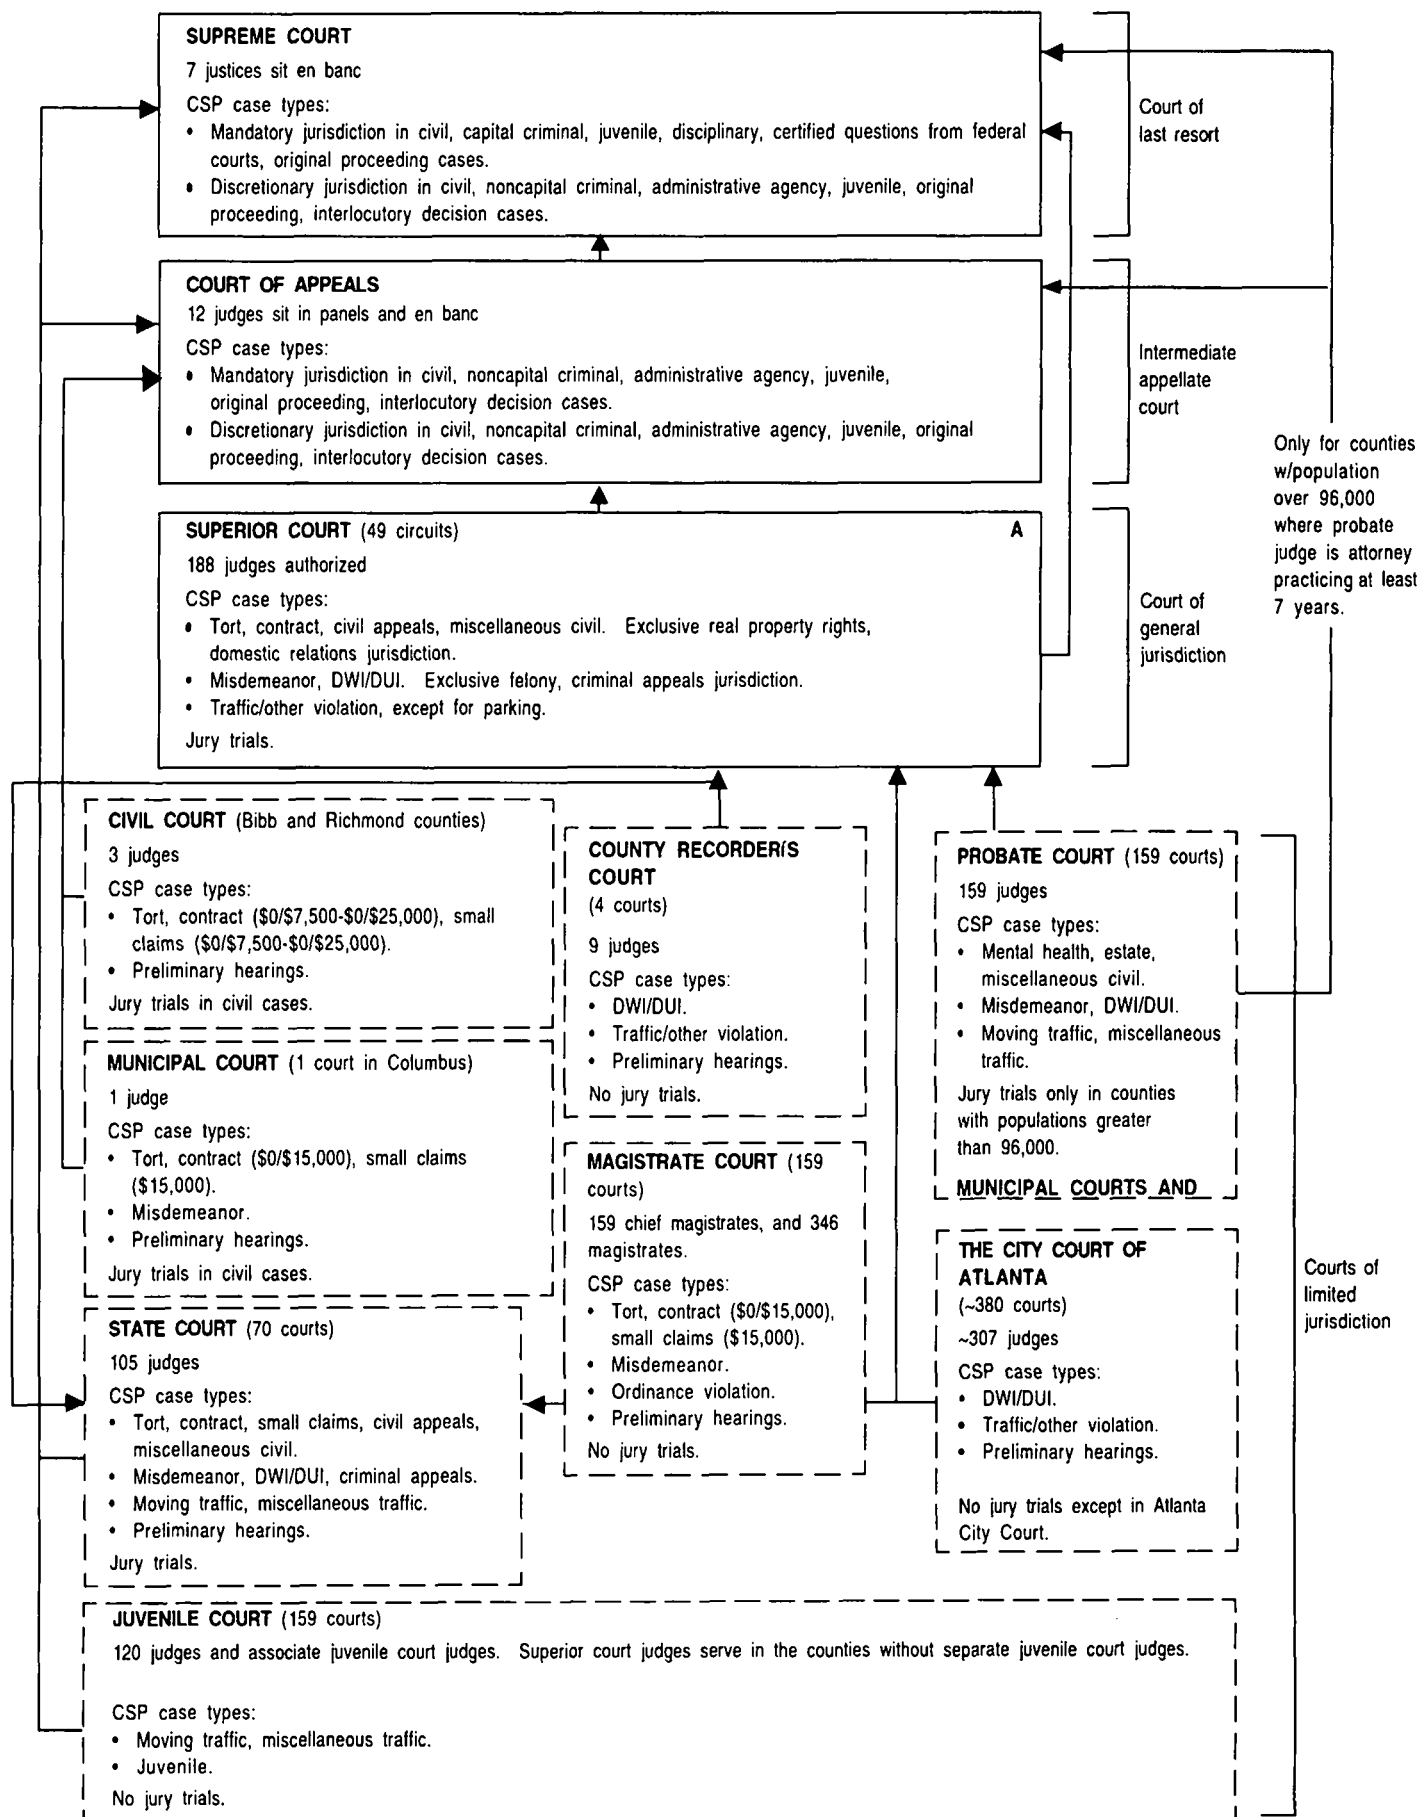 SUPREME COURT
7 justices sit en banc
CSP case types:
• Mandatory jurisdiction in civil, capital criminal, juvenile, disciplinary, certified questions from federal
courts, original proceeding cases.
• Discretionary jurisdiction in civil, noncapital criminal, administrative agency, juvenile, original
proceeding, interlocutory decision cases.
Court of
last resort
COURT OF APPEALS
12 judges sit in panels and en banc
CSP case types:
• Mandatory jurisdiction in civil, noncapital criminal, administrative agency, juvenile,
original proceeding, interlocutory decision cases.
• Discretionary jurisdiction in civil, noncapital criminal, administrative agency, juvenile, original
proceeding, interlocutory decision cases.
Intermediate
appellate
court
Only for counties
w/population
over 96,000
where probate
judge is attorney
practicing at least
7 years.
SUPERIOR COURT (49 circuits)
A
188 judges authorized
CSP case types:
• Tort, contract, civil appeals, miscellaneous civil. Exclusive real property rights,
domestic relations jurisdiction.
• Misdemeanor, DWI/DUI. Exclusive felony, criminal appeals jurisdiction.
• Traffic/other violation, except for parking.
Jury trials.
Court of
general
jurisdiction
CIVIL COURT (Bibb and Richmond counties)
3 judges
CSP case types:
• Tort, contract ($0/$7,500-$0/$25,000), small
claims ($0/$7,500-$0/$25,000).
• Preliminary hearings.
Jury trials in civil cases.
MUNICIPAL COURT (1 court in Columbus)
1 judge
CSP case types:
• Tort, contract ($0/$15,000), small claims
($15,000).
• Misdemeanor.
• Preliminary hearings.
Jury trials in civil cases.
STATE COURT (70 courts)
105 judges
CSP case types:
• Tort, contract, small claims, civil appeals,
miscellaneous civil.
• Misdemeanor, DWI/DUI, criminal appeals.
• Moving traffic, miscellaneous traffic.
• Preliminary hearings.
Jury trials.
COUNTY RECORDER'S
COURT
(4 courts)
9 judges
CSP case types:
• DWI/DUI.
• Traffic/other violation.
• Preliminary hearings.
No jury trials.
MAGISTRATE COURT (159
courts)
159 chief magistrates, and 346
magistrates.
CSP case types:
• Tort, contract ($0/$15,000),
small claims ($15,000).
• Misdemeanor.
• Ordinance violation.
• Preliminary hearings.
No jury trials.
PROBATE COURT (159 courts)
159 judges
CSP case types:
• Mental health, estate,
miscellaneous civil.
• Misdemeanor, DWI/DUI.
• Moving traffic, miscellaneous
traffic.
Jury trials only in counties
with populations greater
than 96,000.
MUNICIPAL COURTS AND
THE CITY COURT OF
ATLANTA
(~380 courts)
~307 judges
CSP case types:
• DWI/DUI.
• Traffic/other violation.
• Preliminary hearings.
No jury trials except in Atlanta
City Court.
Courts of
limited
jurisdiction
JUVENILE COURT (159 courts)
120 judges and associate juvenile court judges. Superior court judges serve in the counties without separate juvenile court judges.
CSP case types:
• Moving traffic, miscellaneous traffic.
• Juvenile.
No jury trials.